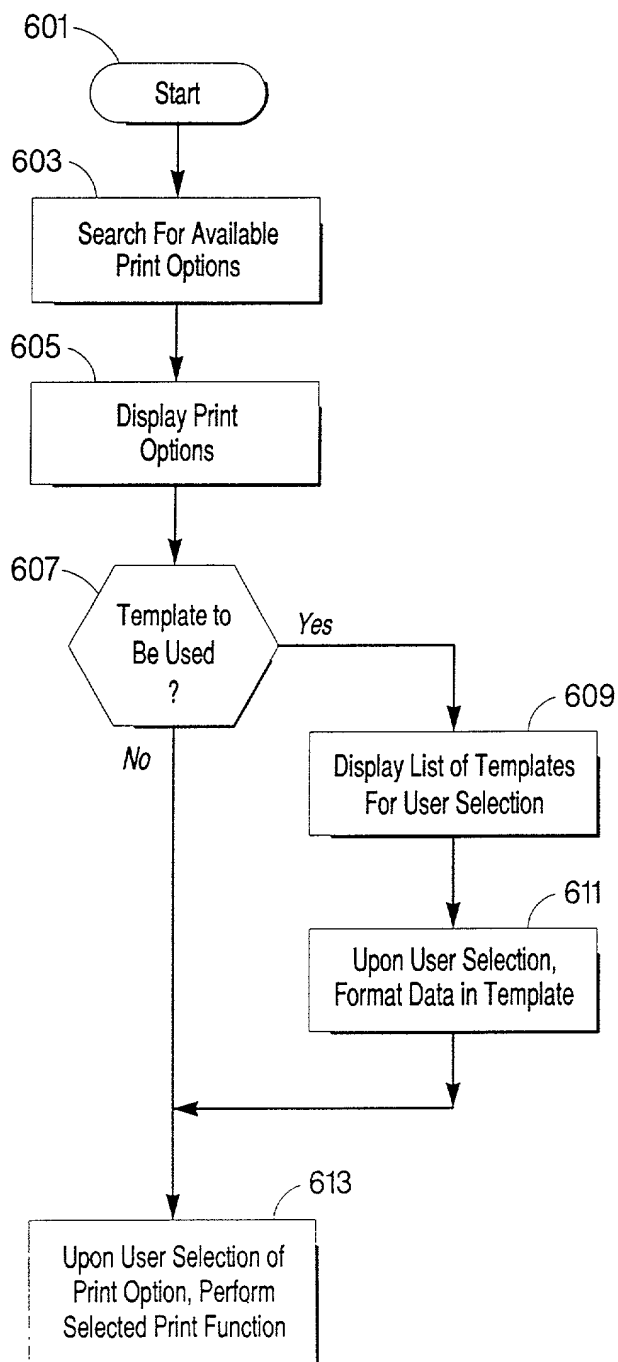 601
Start
603
Search For Available
Print Options
605
Display Print
Options
607
Template to
Be Used
?
Yes
No
609
Display List of Templates
For User Selection
611
Upon User Selection,
Format Data in Template
613
Upon User Selection of
Print Option, Perform
Selected Print Function